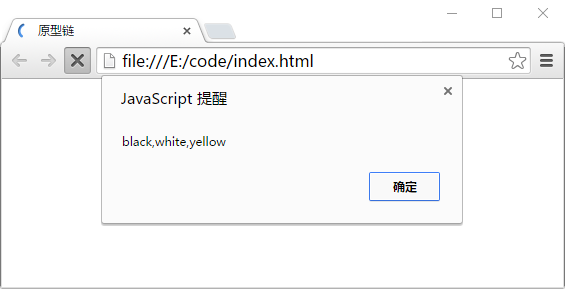 原型链
file:///E:/code/index.html
JavaScript 提醒
black,white,yellow
确定